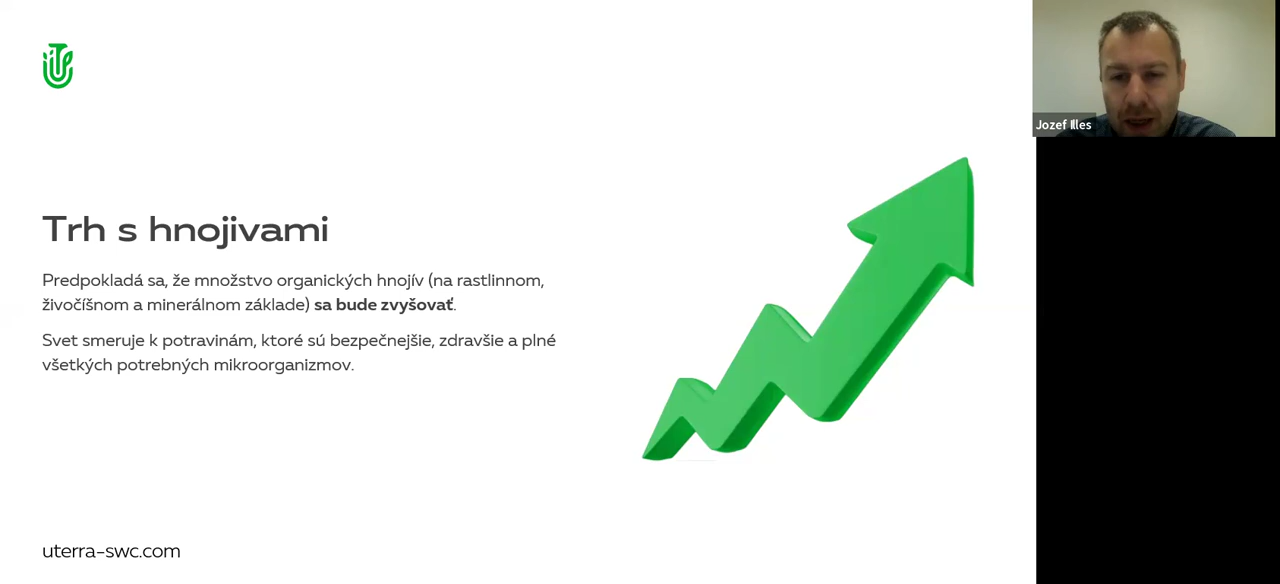 Jozef Illes
Trh s hnojivami
Predpokladá sa, že množstvo organických hnojív (na rastlinnom,
živočíšnom a minerálnom základe) sa bude zvyšovať.
Svet smeruje k potravinám, ktoré sú bezpečnejšie, zdravšie a plné
všetkých potrebných mikroorganizmov.
uterra-swc.com